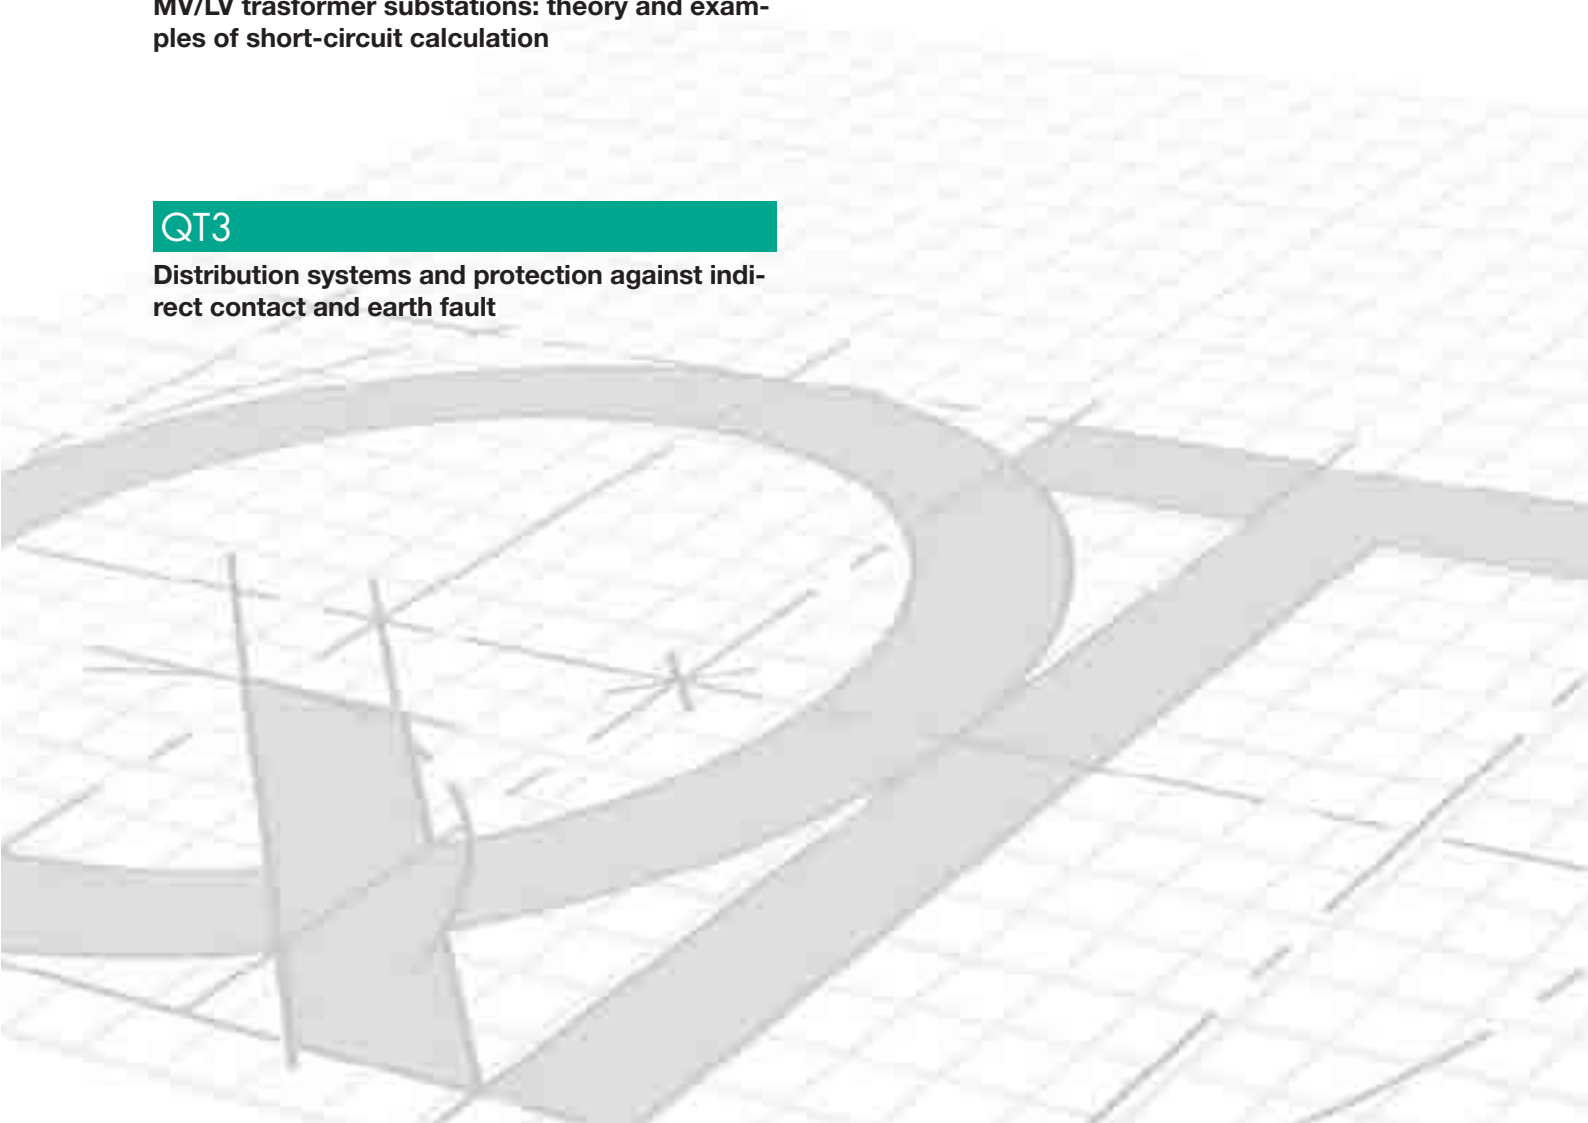 MV/LV trasformer substations: theory and exam-
ples of short-circuit calculation
QT3
Distribution systems and protection against indi-
rect contact and earth fault